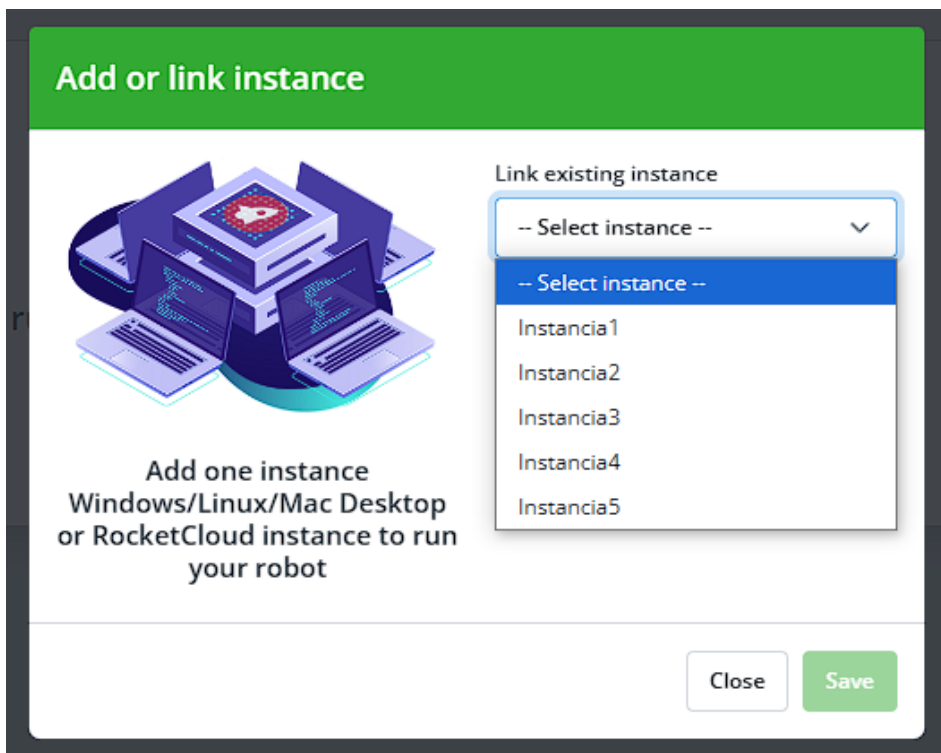 Add or link instance
Link existing instance
-- Select instance --
-- Select instance --
Instancia1
Instancia2
Instancia3
Instancia4
Instancia5
Add one instance
Windows/Linux/Mac Desktop
or RocketCloud instance to run
your robot
Close
Save